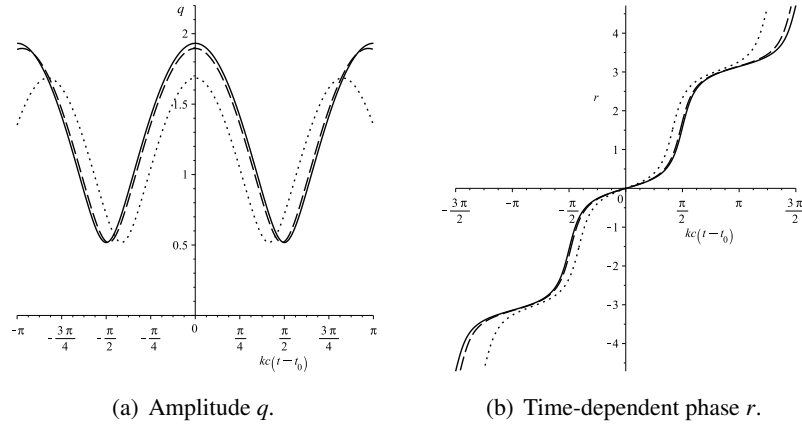 q
2
1.5
1
0.5
-π
-3π/4
-π/2
-π/4
0
π/4
π/2
3π/4
π
kc(t−t₀)
(a) Amplitude q.
4
3
r
2
1
0
-3π/2
-π
-π/2
π/2
π
3π/2
kc(t−t₀)
-1
-2
-3
-4
(b) Time-dependent phase r.